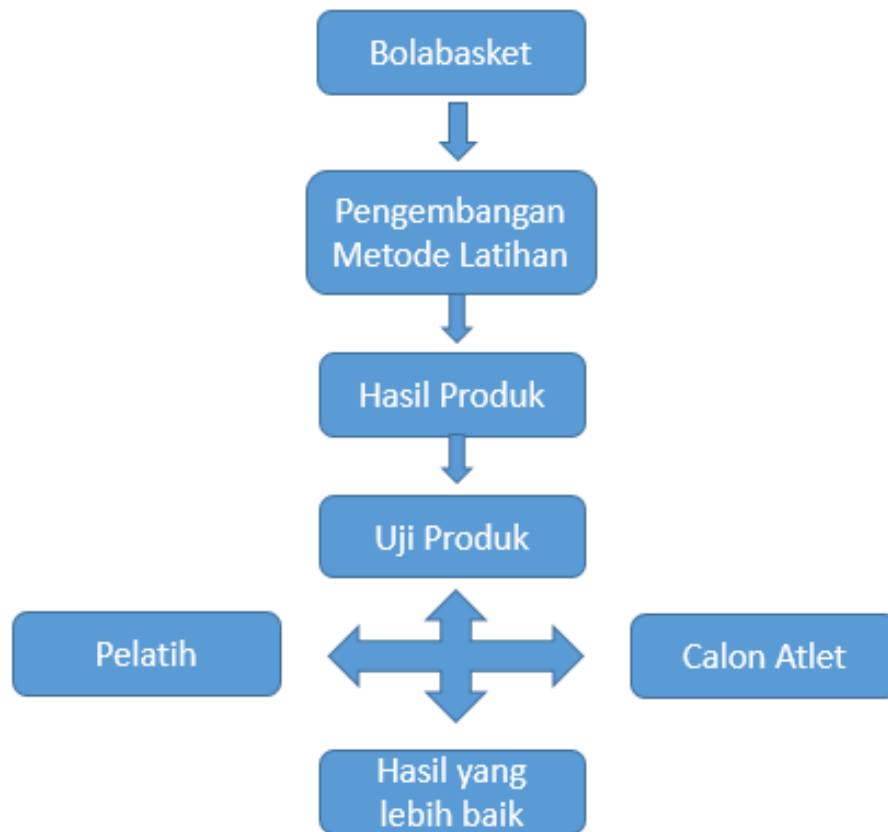 Bolabasket
Pengembangan
Metode Latihan
Hasil Produk
Uji Produk
Pelatih
Calon Atlet
Hasil yang
lebih baik